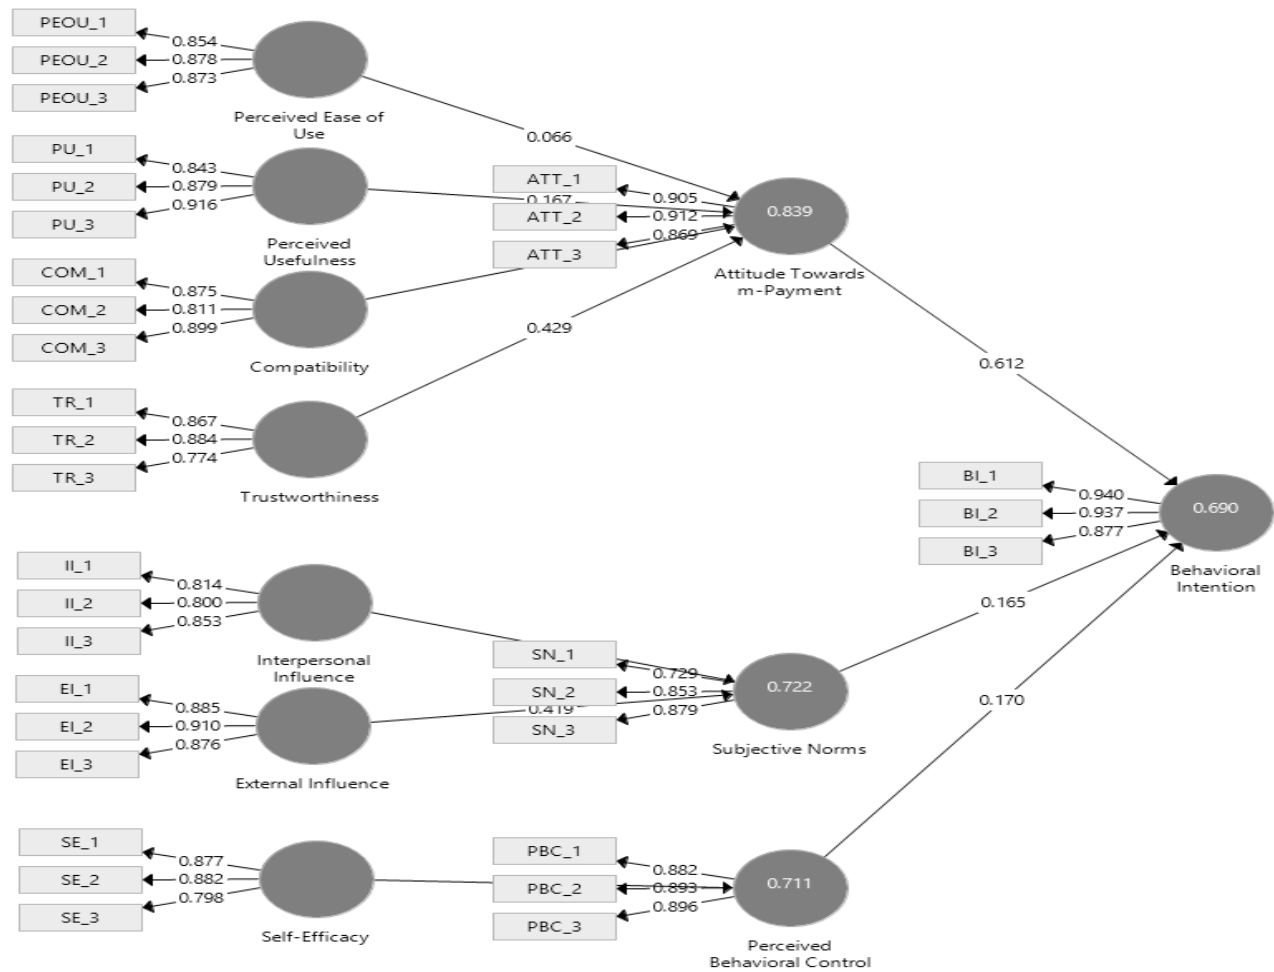 PEOU_1
0.854
PEOU_2
0.878
PEOU_3
0.873
Perceived Ease of
Use
0.066
PU_1
0.843
PU_2
0.879
PU_3
0.916
Perceived
Usefulness
0.167
ATT_1
0.905
ATT_2
0.912
ATT_3
0.869
0.839
Attitude Towards
m-Payment
COM_1
0.875
COM_2
0.811
COM_3
0.899
Compatibility
0.429
0.612
TR_1
0.867
TR_2
0.884
TR_3
0.774
Trustworthiness
BI_1
0.940
BI_2
0.937
BI_3
0.877
0.690
Behavioral
Intention
II_1
0.814
II_2
0.800
II_3
0.853
Interpersonal
Influence
0.165
SN_1
0.729
SN_2
0.853
SN_3
0.879
0.419
0.722
Subjective Norms
0.170
EI_1
0.885
EI_2
0.910
EI_3
0.876
External Influence
SE_1
0.877
SE_2
0.882
SE_3
0.798
Self-Efficacy
PBC_1
0.882
PBC_2
0.893
PBC_3
0.896
0.711
Perceived
Behavioral Control